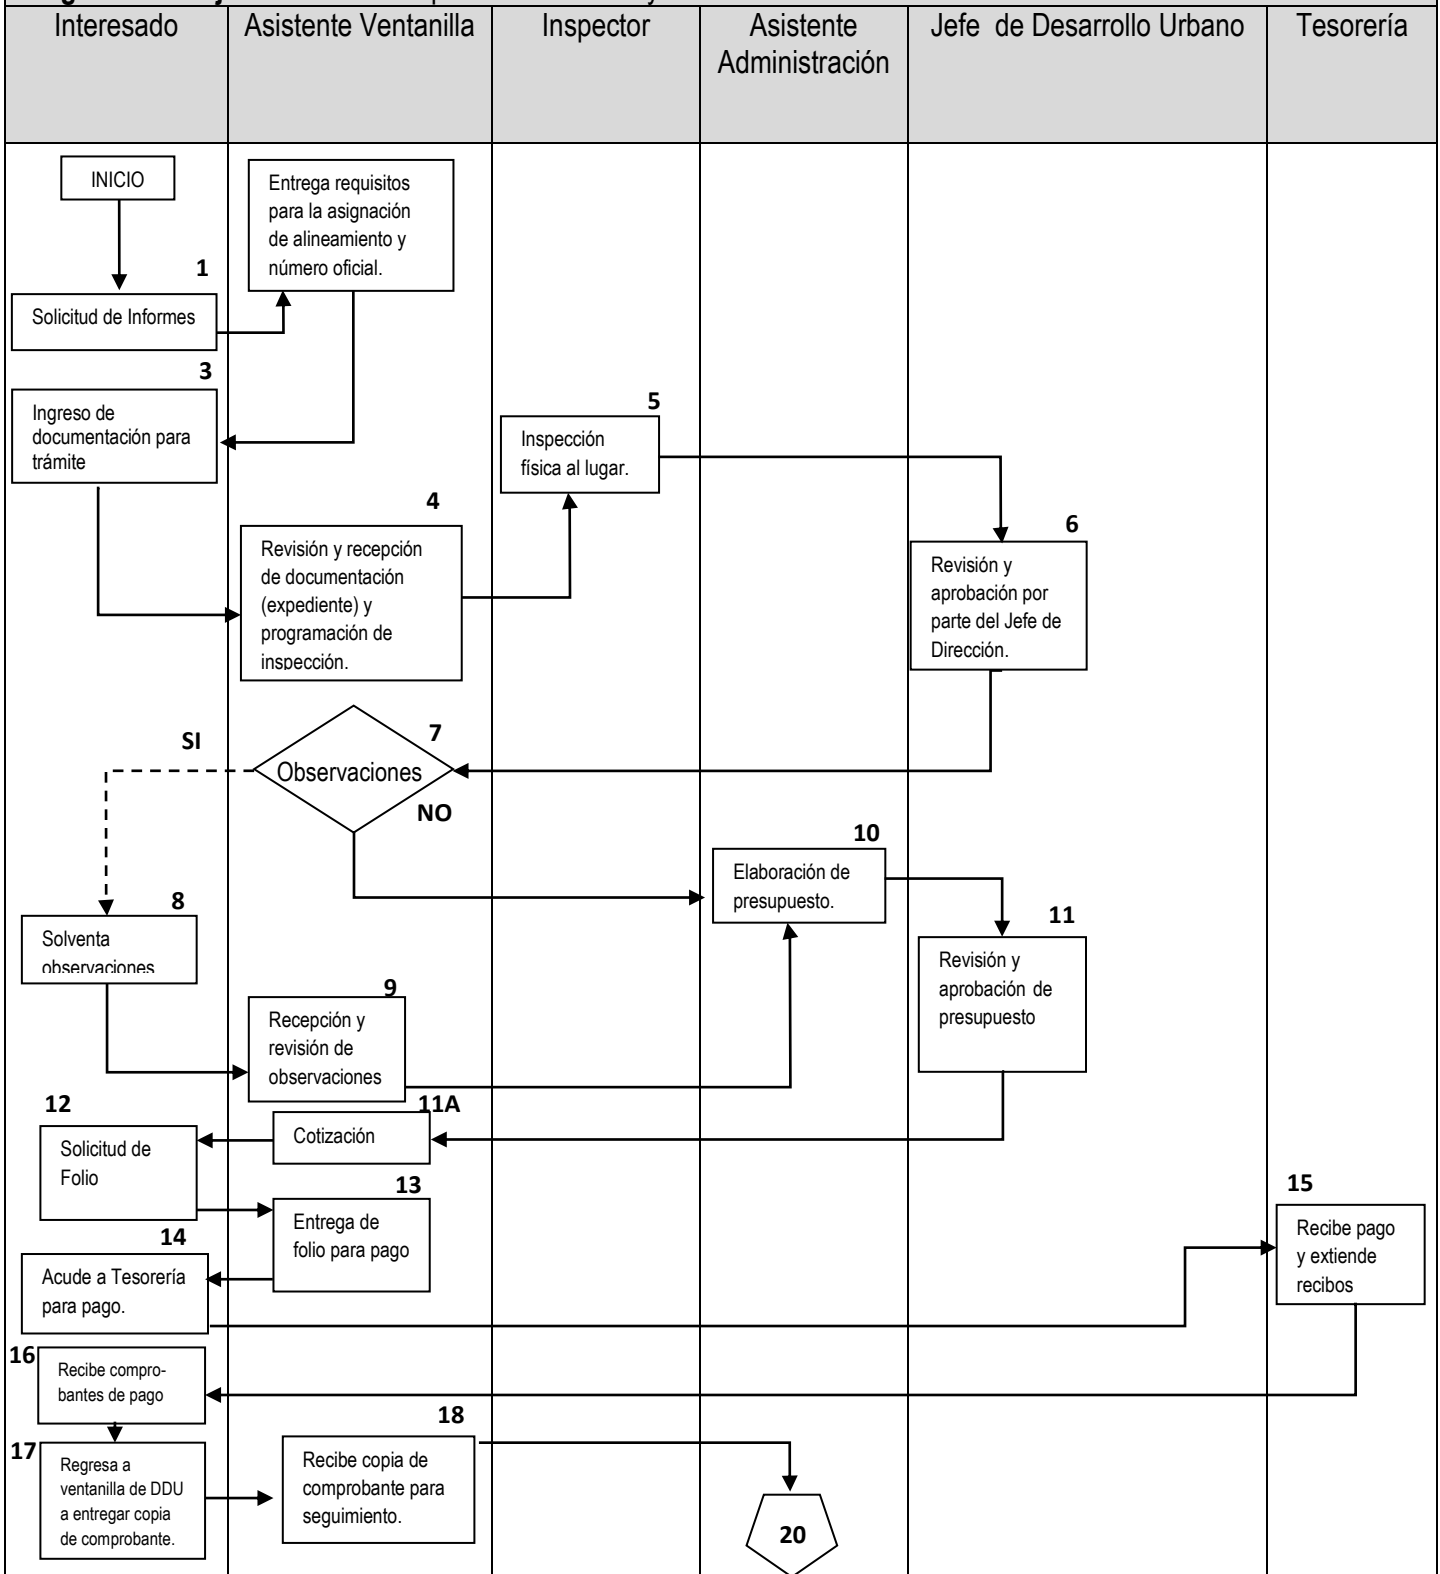 Interesado
Asistente Ventanilla
Inspector
Asistente
Administración
Jefe de Desarrollo Urbano
Tesorería
INICIO
Entrega requisitos
para la asignación
de alineamiento y
número oficial.
1
Solicitud de Informes
3
Ingreso de
documentación para
trámite
5
Inspección
física al lugar.
4
Revisión y recepción
de documentación
(expediente) y
programación de
inspección.
6
Revisión y
aprobación por
parte del Jefe de
Dirección.
SI
7
Observaciones
NO
10
Elaboración de
presupuesto.
8
Solventa
observaciones
11
Revisión y
aprobación de
presupuesto
9
Recepción y
revisión de
observaciones
12
Solicitud de
Folio
11A
Cotización
13
Entrega de
folio para pago
14
Acude a Tesorería
para pago.
15
Recibe pago
y extiende
recibos
16
Recibe compro-
bantes de pago
17
Regresa a
ventanilla de DDU
a entregar copia
de comprobante.
18
Recibe copia de
comprobante para
seguimiento.
20